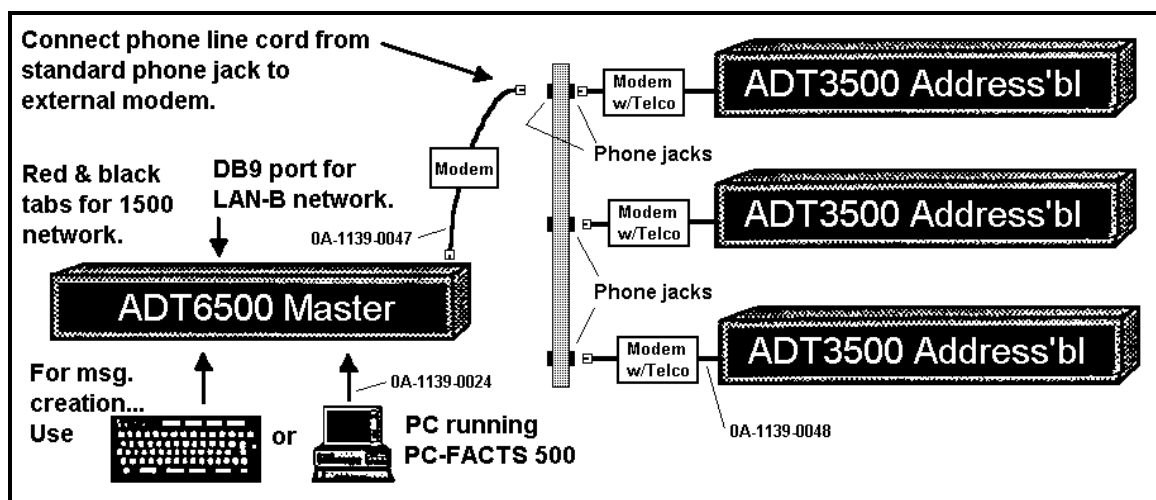 Connect phone line cord from
standard phone jack to
external modem.
Red & black
tabs for 1500
network.
DB9 port for
LAN-B network.
Modem
0A-1139-0047
ADT6500 Master
For msg.
creation...
Use
or
0A-1139-0024
PC running
PC-FACTS 500
Modem
w/Telco
ADT3500 Address'bl
Phone jacks
Modem
w/Telco
ADT3500 Address'bl
Phone jacks
Modem
w/Telco
ADT3500 Address'bl
0A-1139-0048